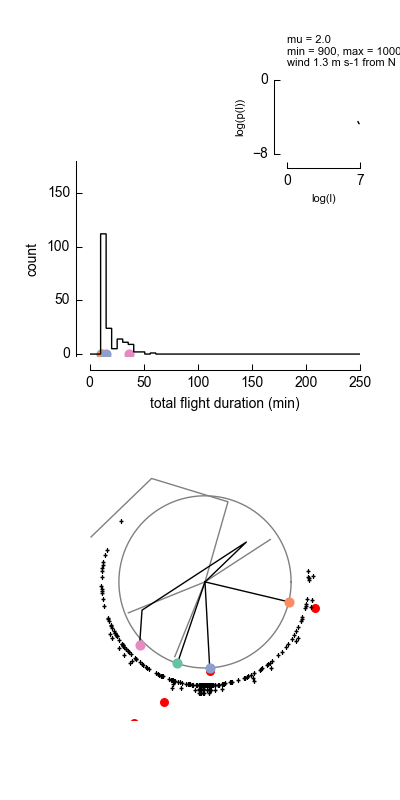 mu = 2.0
min = 900, max = 1000
wind 1.3 m s-1 from N
0
log(p(l))
−8
0
7
log(l)
150
count
100
50
0
0
50
100
150
200
250
total flight duration (min)